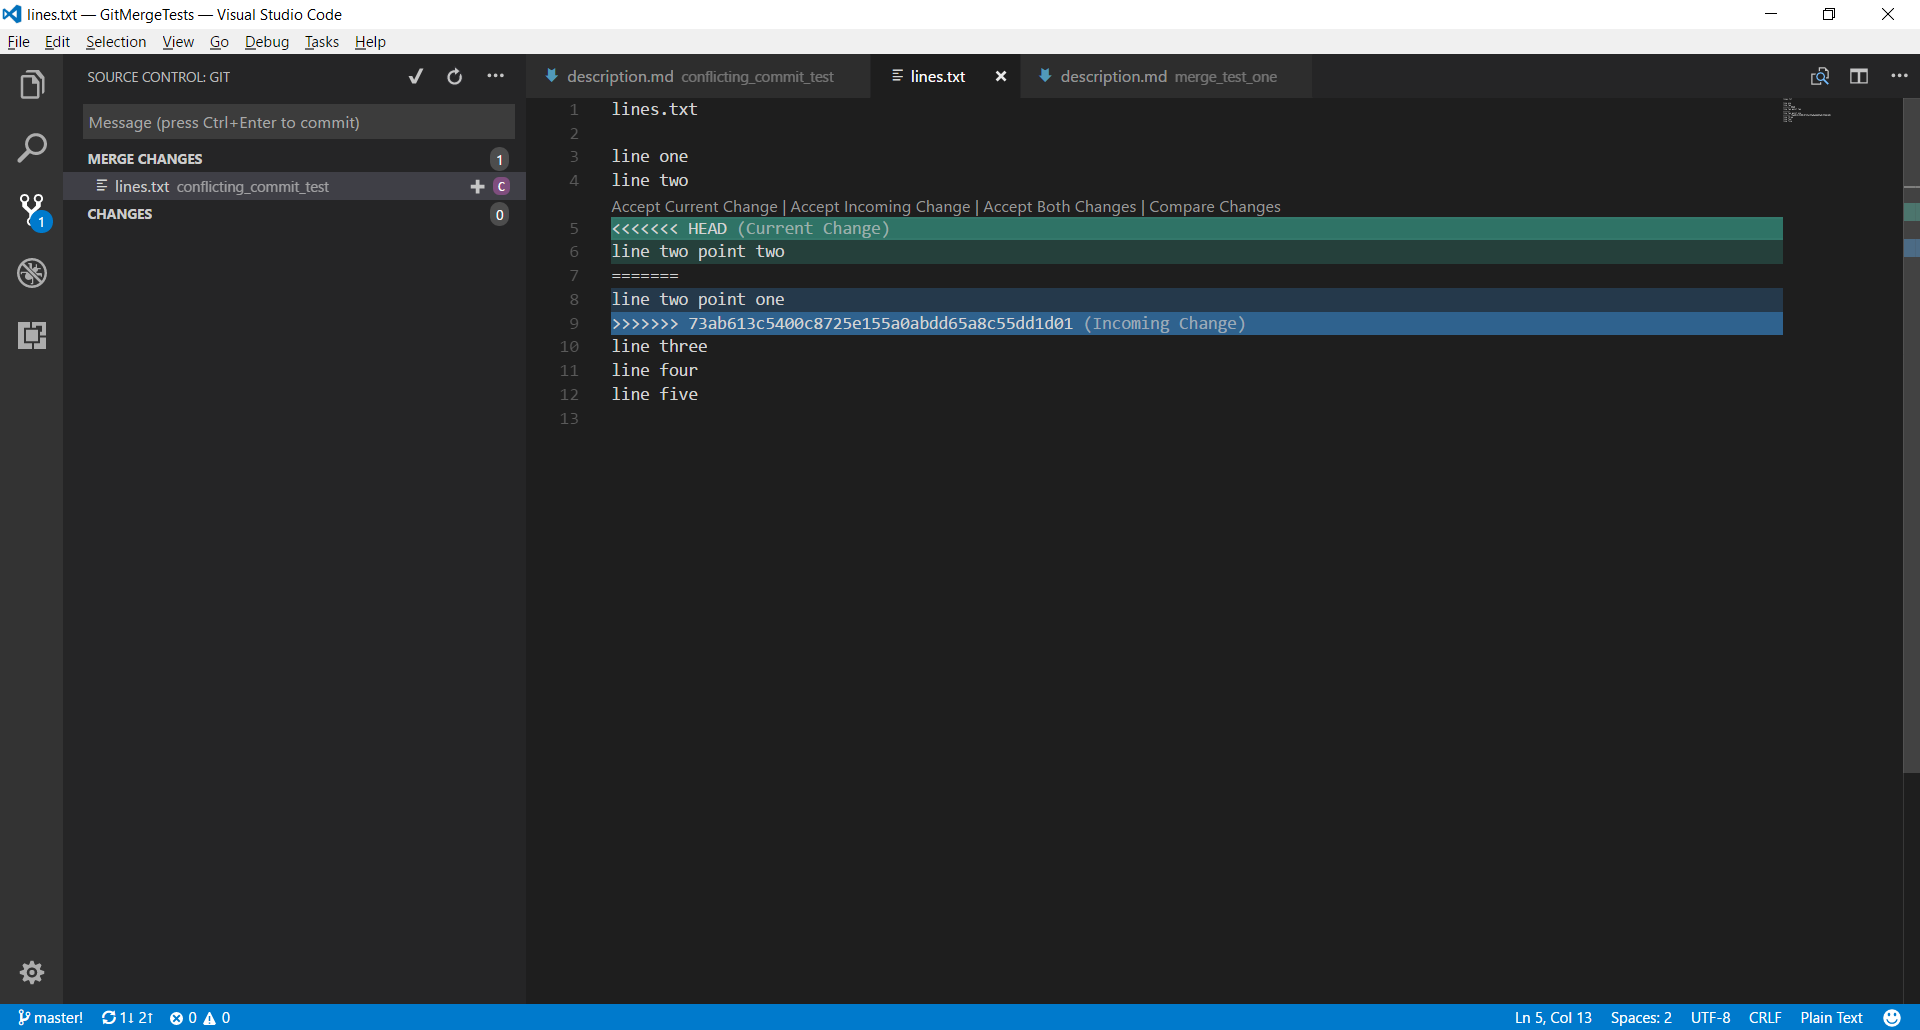 lines.txt — GitMergeTests — Visual Studio Code
File Edit Selection View Go Debug Tasks Help
SOURCE CONTROL: GIT
Message (press Ctrl+Enter to commit)
MERGE CHANGES 1
lines.txt conflicting_commit_test C
CHANGES 0
1
description.md conflicting_commit_test lines.txt description.md merge_test_one
1 lines.txt
2
3 line one
4 line two
Accept Current Change | Accept Incoming Change | Accept Both Changes | Compare Changes
5 <<<<<<< HEAD (Current Change)
6 line two point two
7 =======
8 line two point one
9 >>>>>>> 73ab613c5400c8725e155a0abdd65a8c55dd1d01 (Incoming Change)
10 line three
11 line four
12 line five
13
master! 1↓ 2↑ 0 0 Ln 5, Col 13 Spaces: 2 UTF-8 CRLF Plain Text